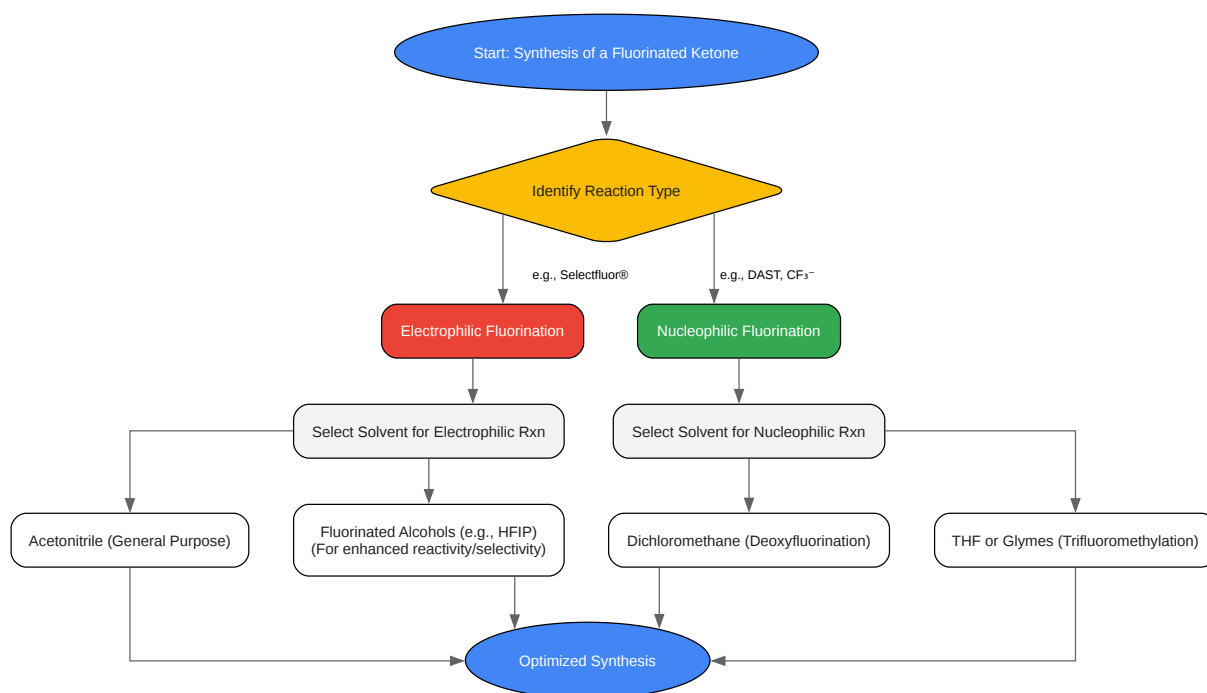 Start: Synthesis of a Fluorinated Ketone
Identify Reaction Type
e.g., Selectfluor®
e.g., DAST, CF₃⁻
Electrophilic Fluorination
Nucleophilic Fluorination
Select Solvent for Electrophilic Rxn
Select Solvent for Nucleophilic Rxn
Acetonitrile (General Purpose)
Fluorinated Alcohols (e.g., HFIP)
(For enhanced reactivity/selectivity)
Dichloromethane (Deoxyfluorination)
THF or Glymes (Trifluoromethylation)
Optimized Synthesis